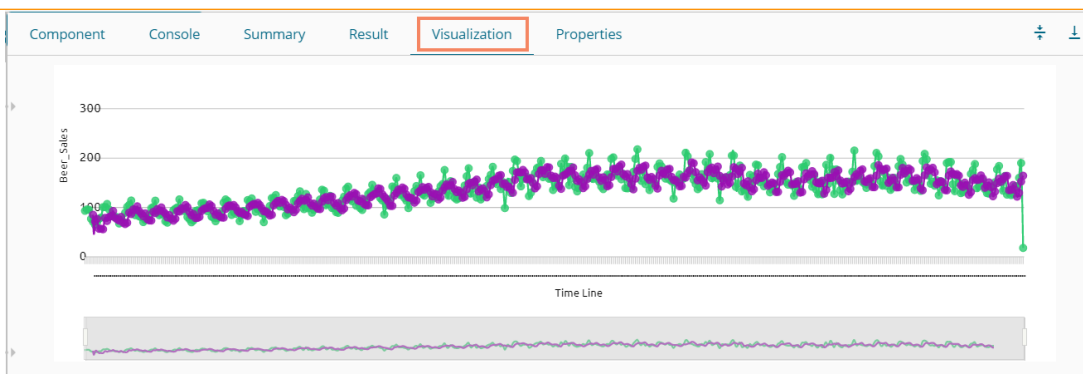 Component Console Summary Result Visualization Properties
300
Beer_Sales
200
100
0
Time Line